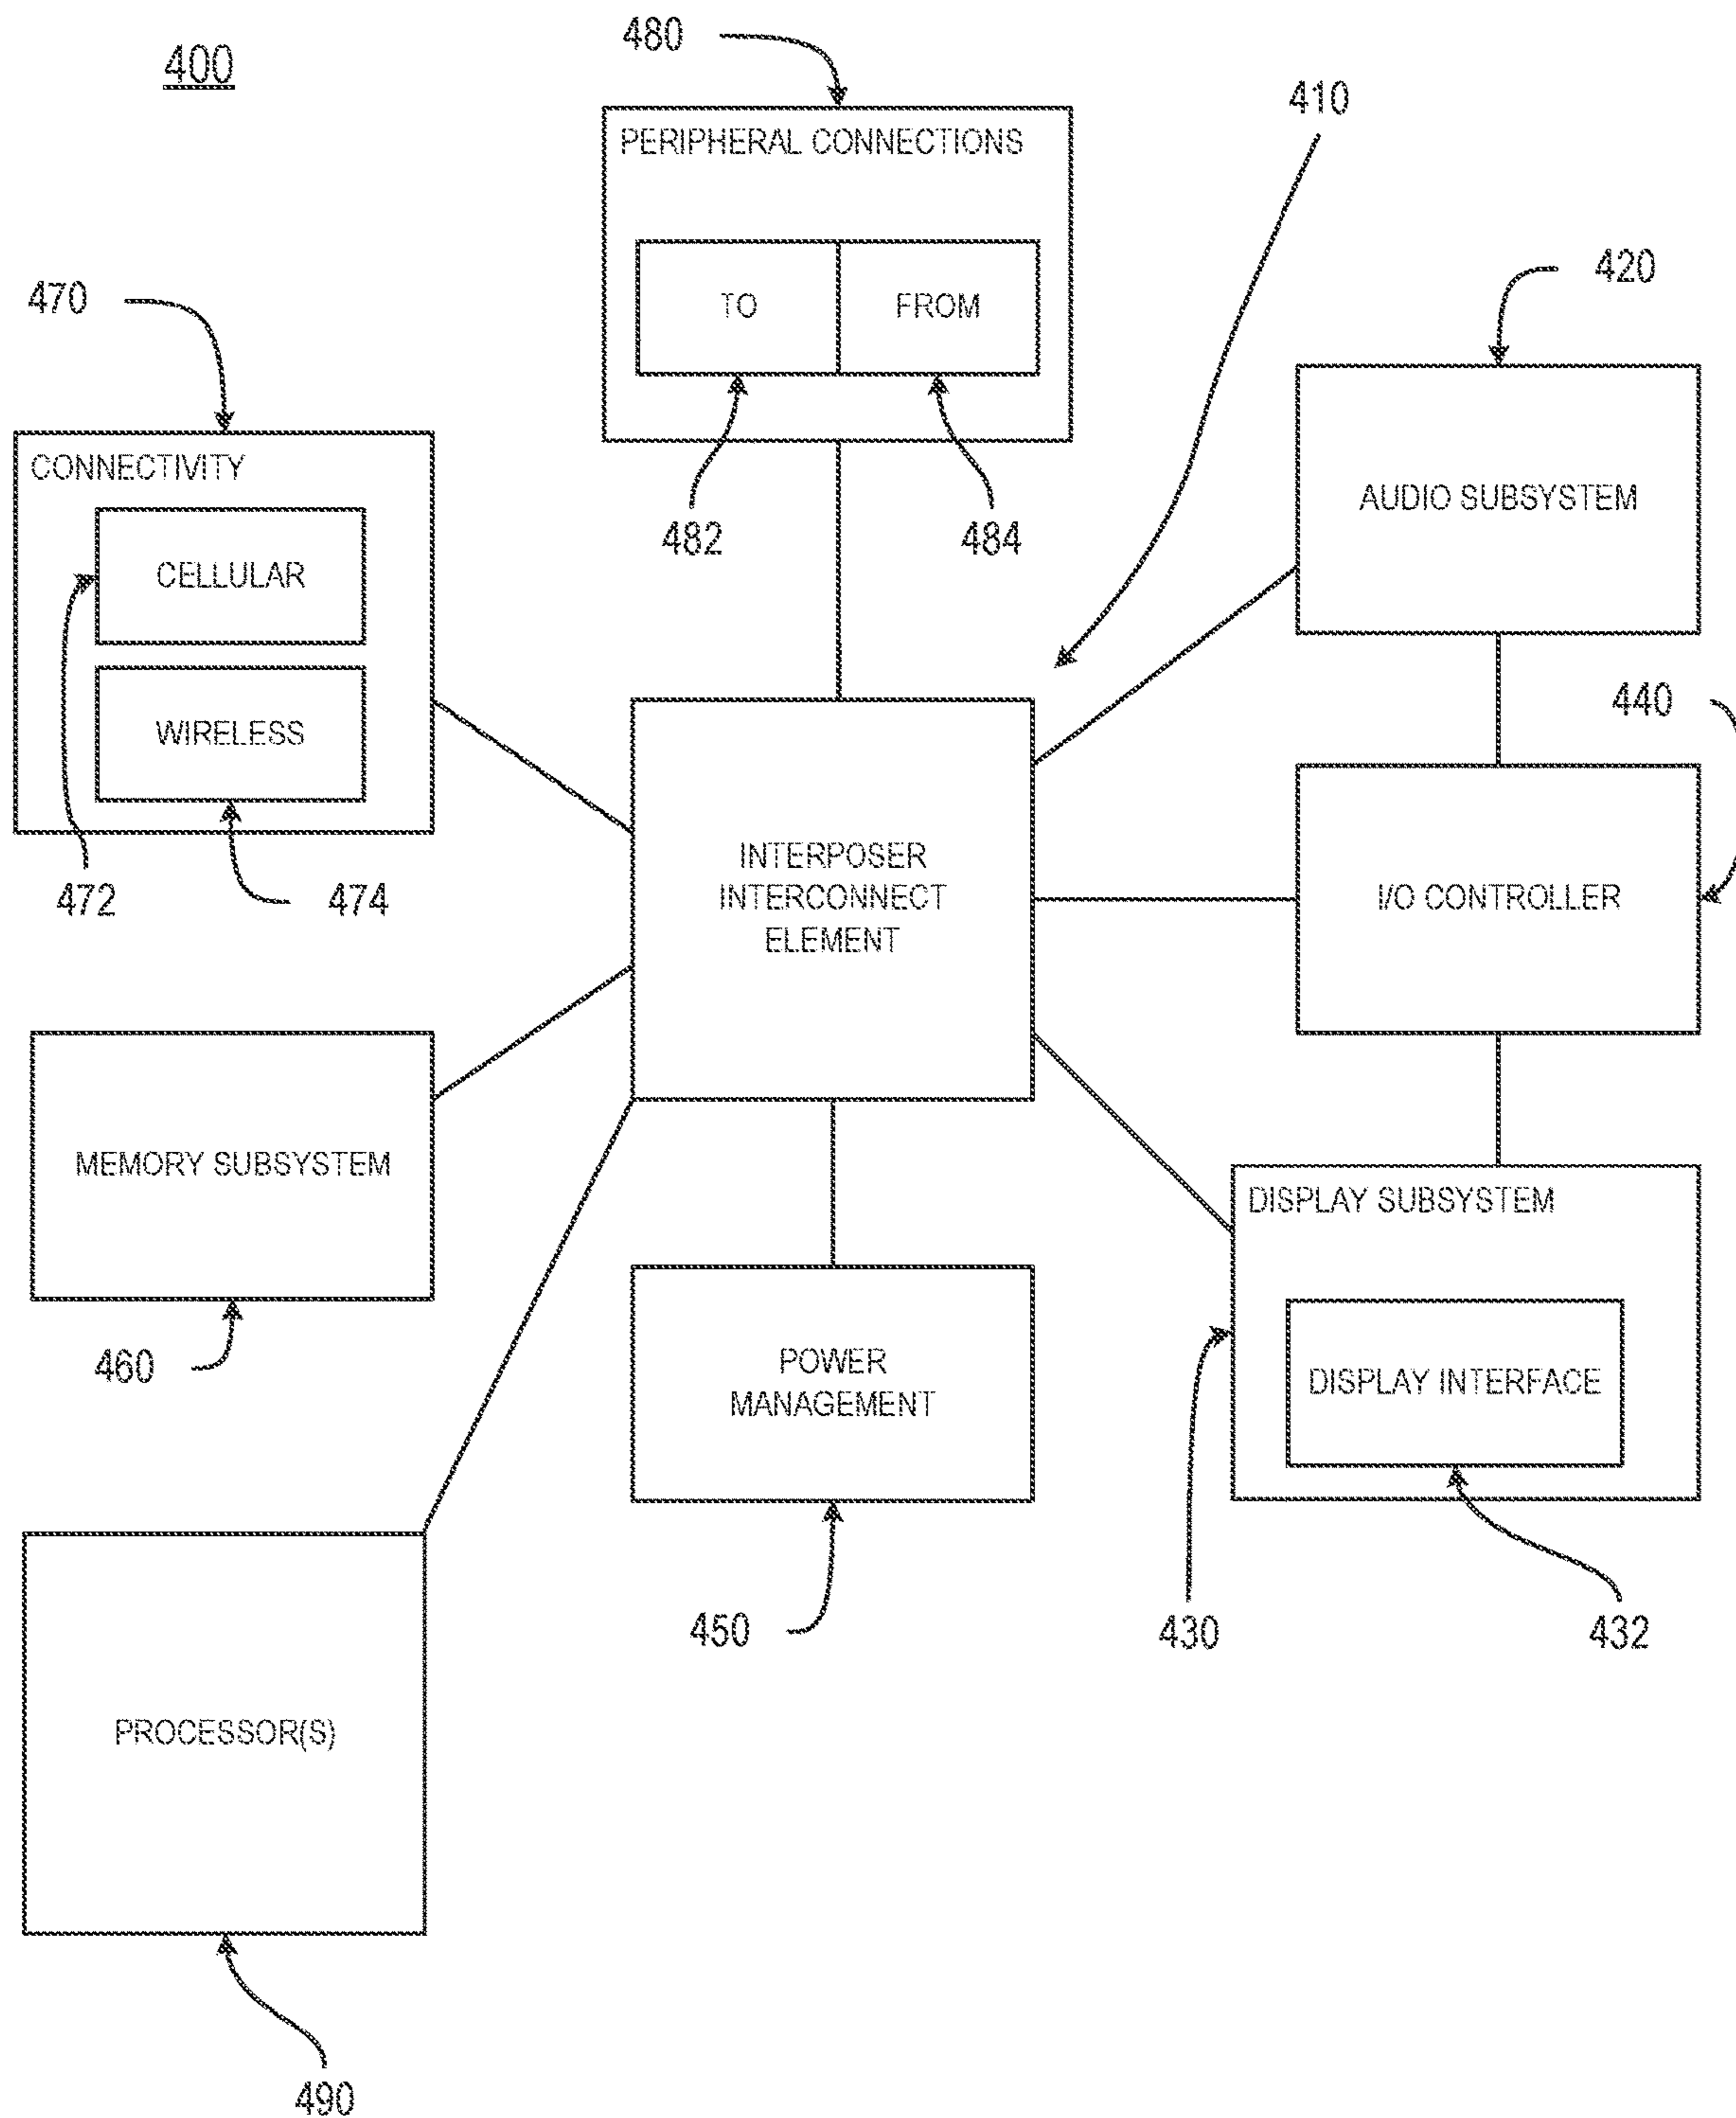 480
400
410
PERIPHERAL CONNECTIONS
TO
FROM
420
470
CONNECTIVITY
AUDIO SUBSYSTEM
482
484
CELLULAR
440
WIRELESS
472
474
INTERPOSER
INTERCONNECT
ELEMENT
I/O CONTROLLER
MEMORY SUBSYSTEM
DISPLAY SUBSYSTEM
460
POWER
MANAGEMENT
DISPLAY INTERFACE
450
430
432
PROCESSOR(S)
490